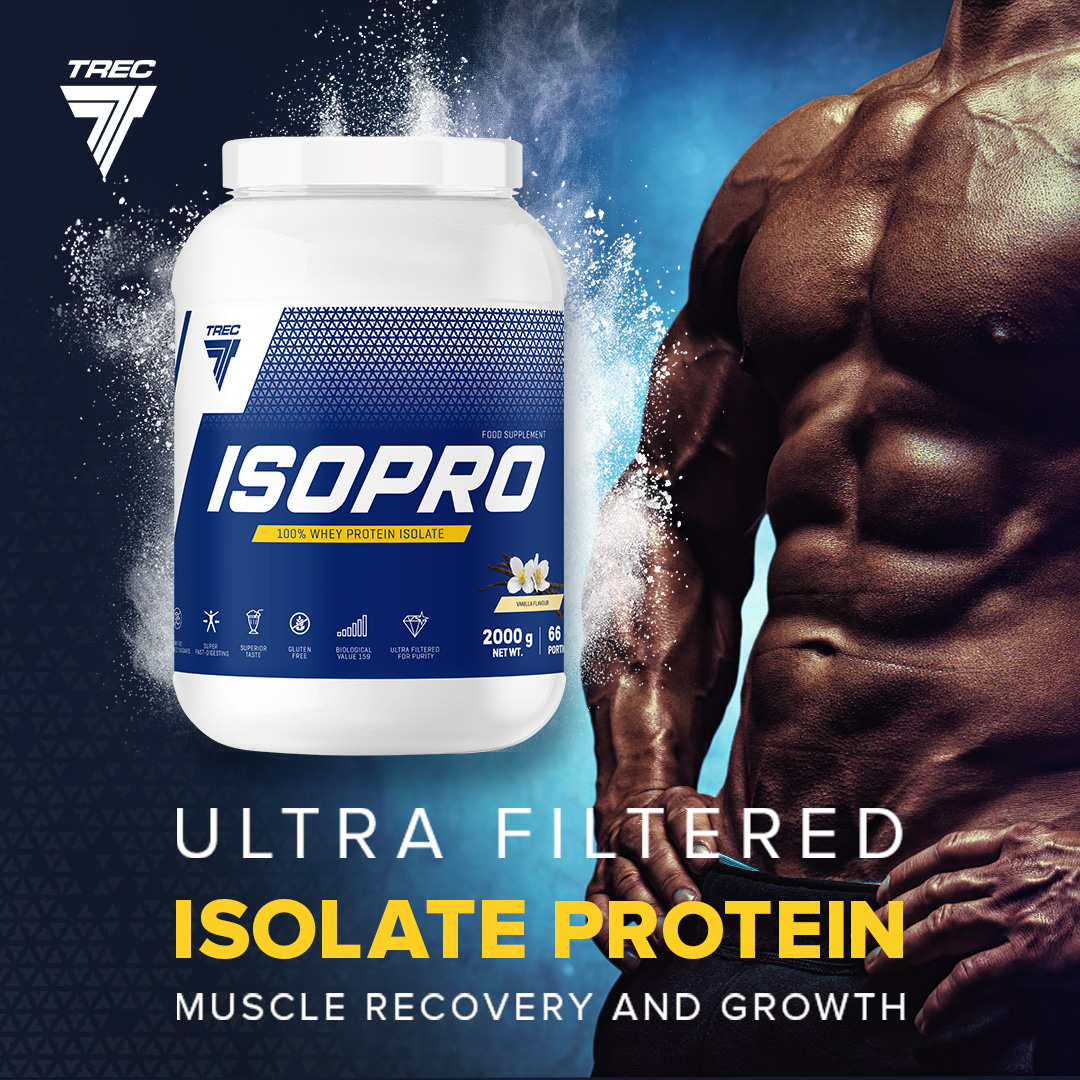 TREC
TREC
FOOD SUPPLEMENT
ISOPRO
100% WHEY PROTEIN ISOLATE
VANILLA FLAVOUR
SUPER
FAST-DIGESTING
SUPERIOR
TASTE
GLUTEN
FREE
BIOLOGICAL
VALUE 159
ULTRA FILTERED
FOR PURITY
2000 g
NET WT.
66
ULTRA FILTERED
ISOLATE PROTEIN
MUSCLE RECOVERY AND GROWTH